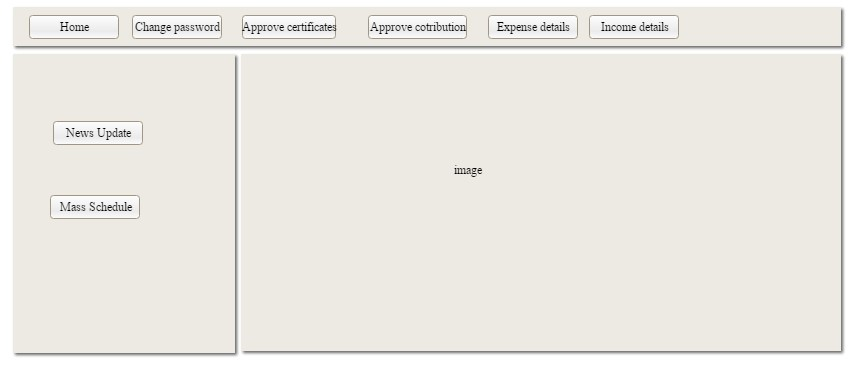 Home
Change password
Approve certificates
Approve cotribution
Expense details
Income details
News Update
image
Mass Schedule